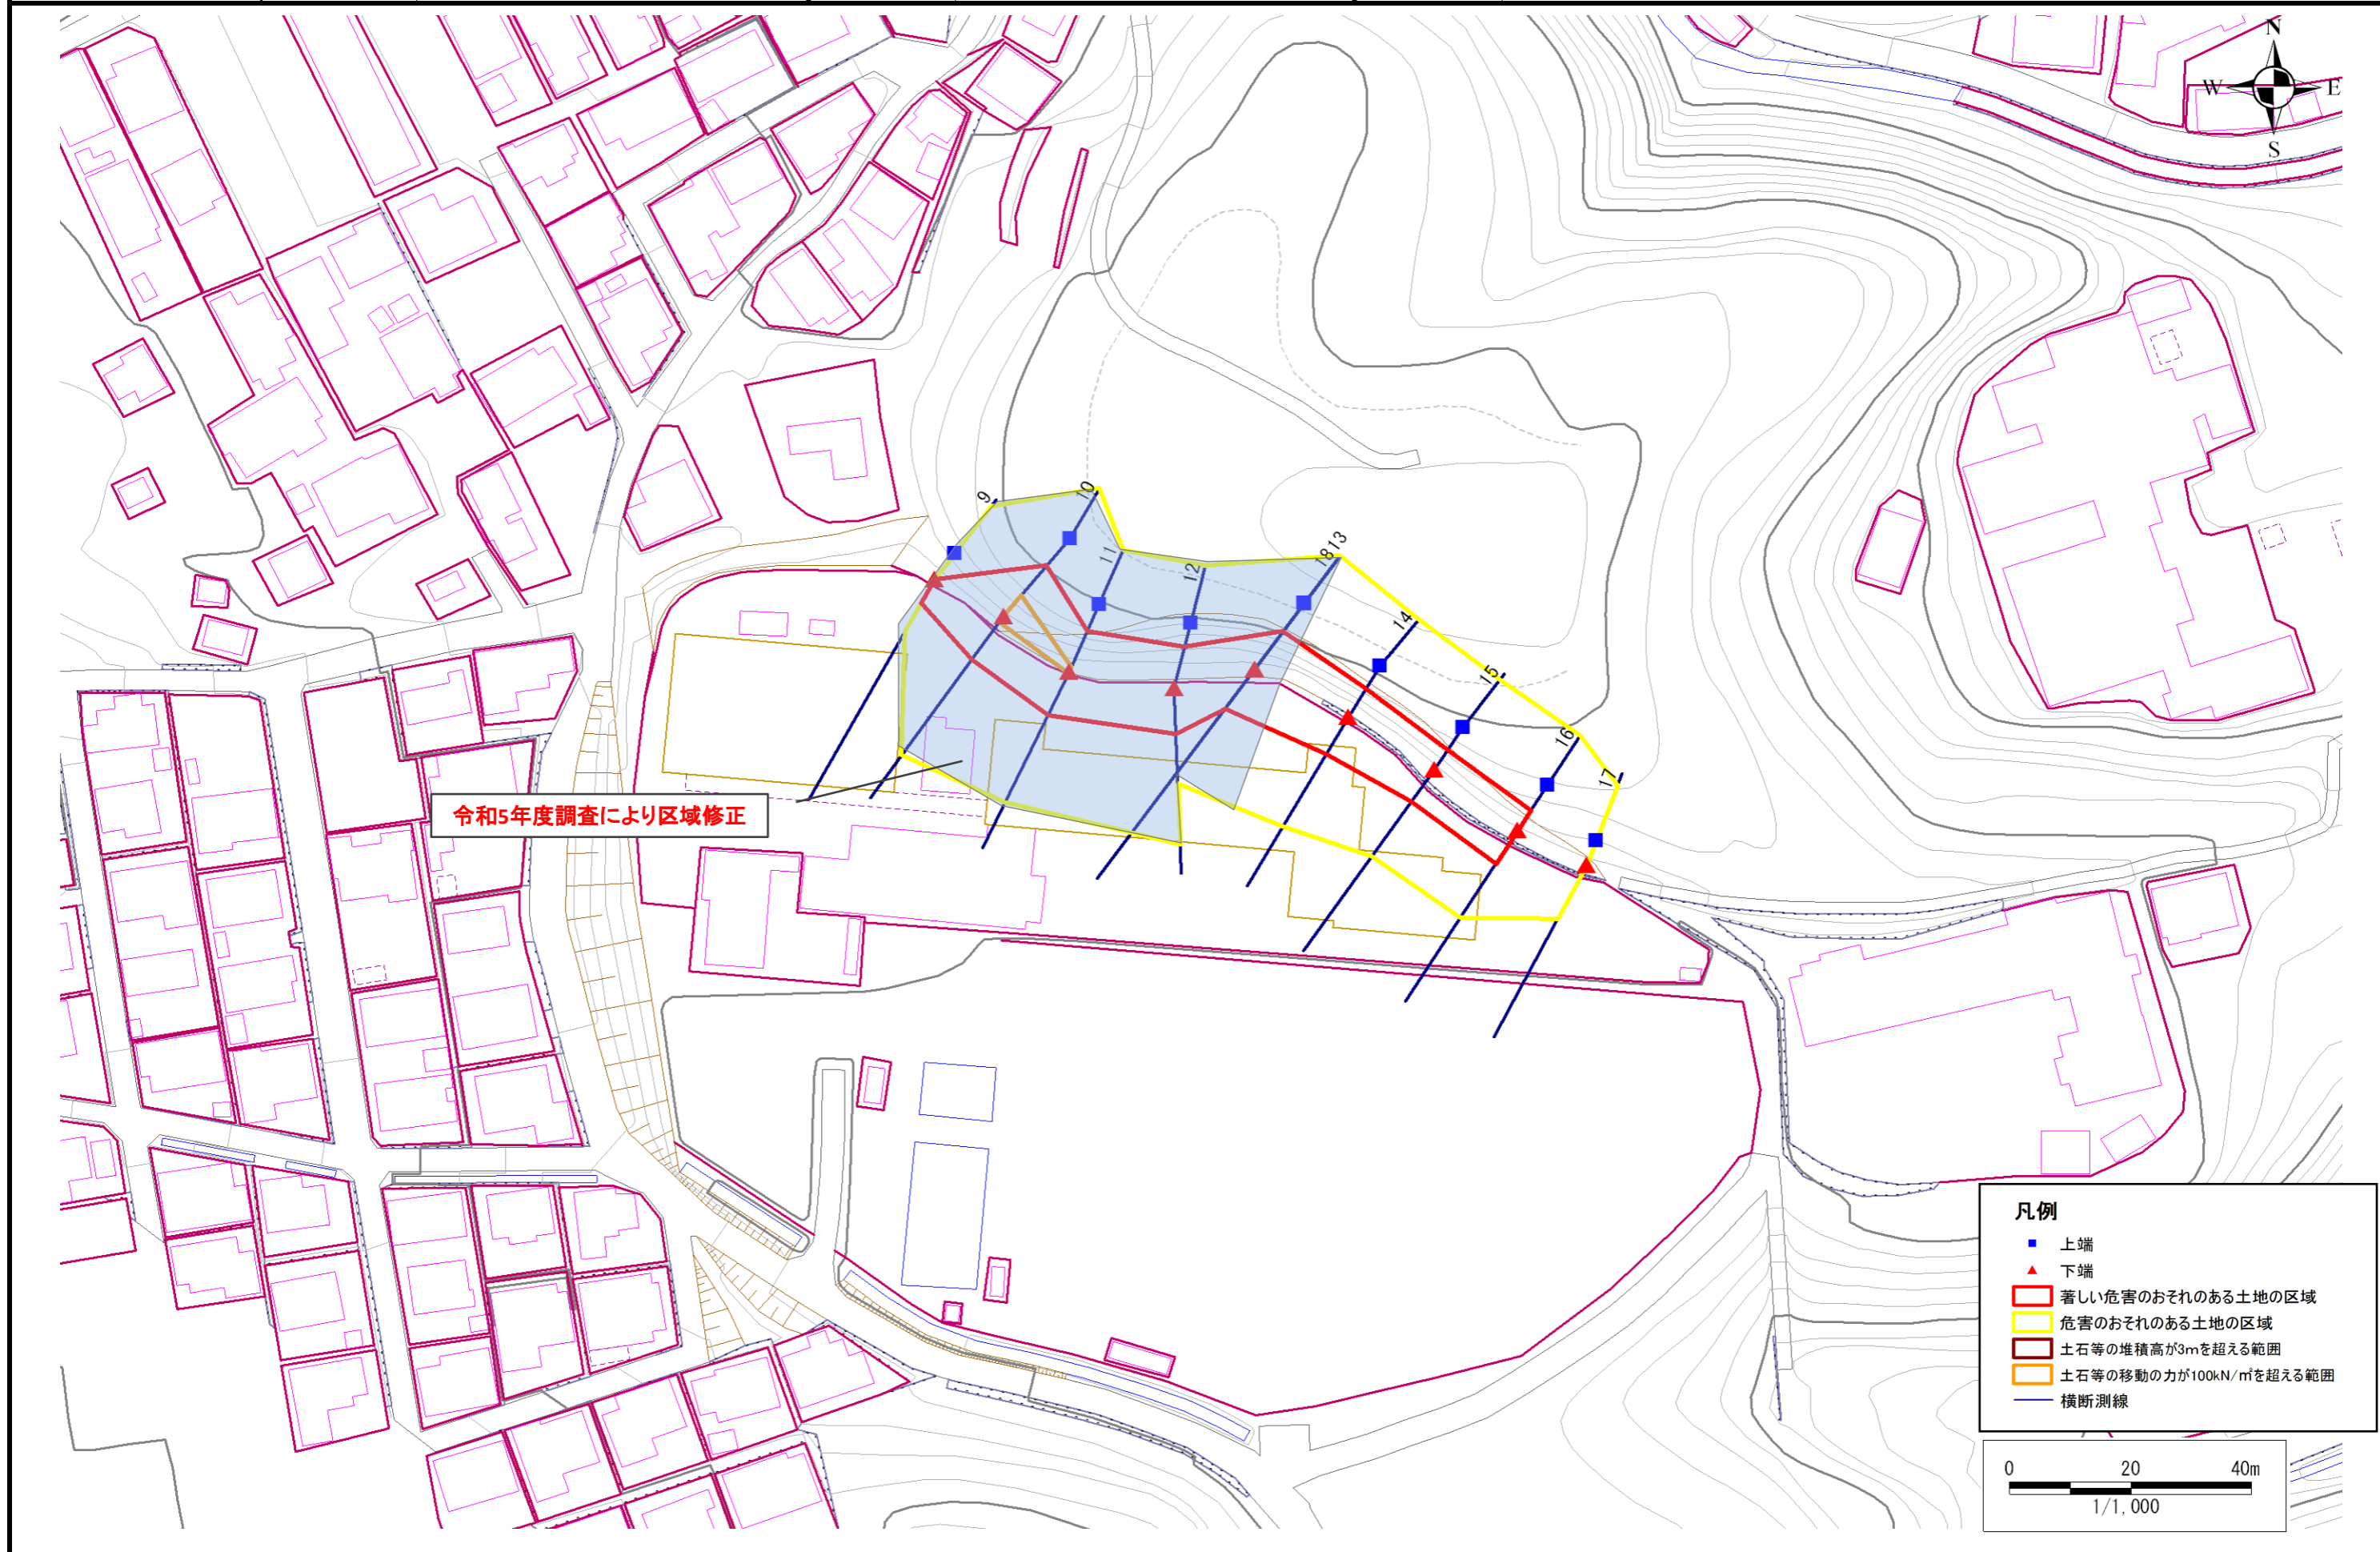 N
W
E
S
9
10
11
12
1813
14
15
16
17
令和5年度調査により区域修正
凡例
上端
下端
著しい危害のおそれのある土地の区域
危害のおそれのある土地の区域
土石等の堆積高が3mを超える範囲
土石等の移動の力が100kN/㎡を超える範囲
横断測線
0 20 40m
1/1,000